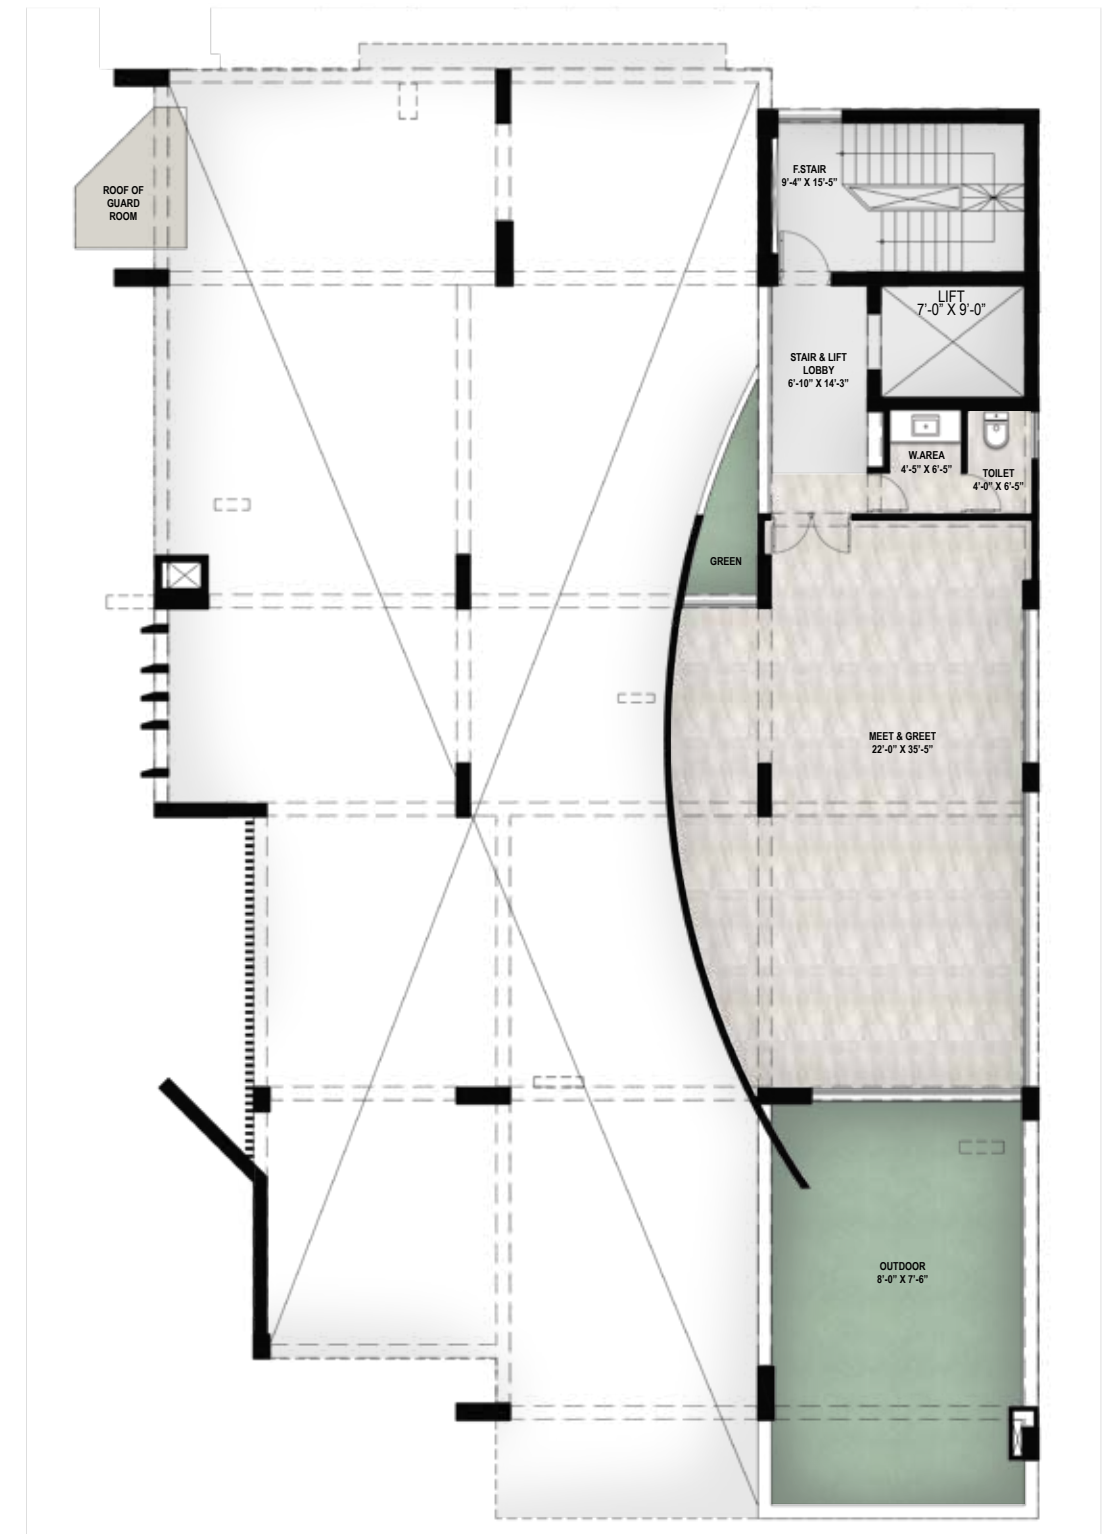 ROOF OF
GUARD
ROOM
F.STAIR
9'-4" X 15'-5"
LIFT
7'-0" X 9'-0"
STAIR & LIFT
LOBBY
6'-10" X 14'-3"
W.AREA
4'-5" X 6'-5"
TOILET
4'-0" X 6'-5"
GREEN
MEET & GREET
22'-0" X 35'-5"
OUTDOOR
8'-0" X 7'-6"